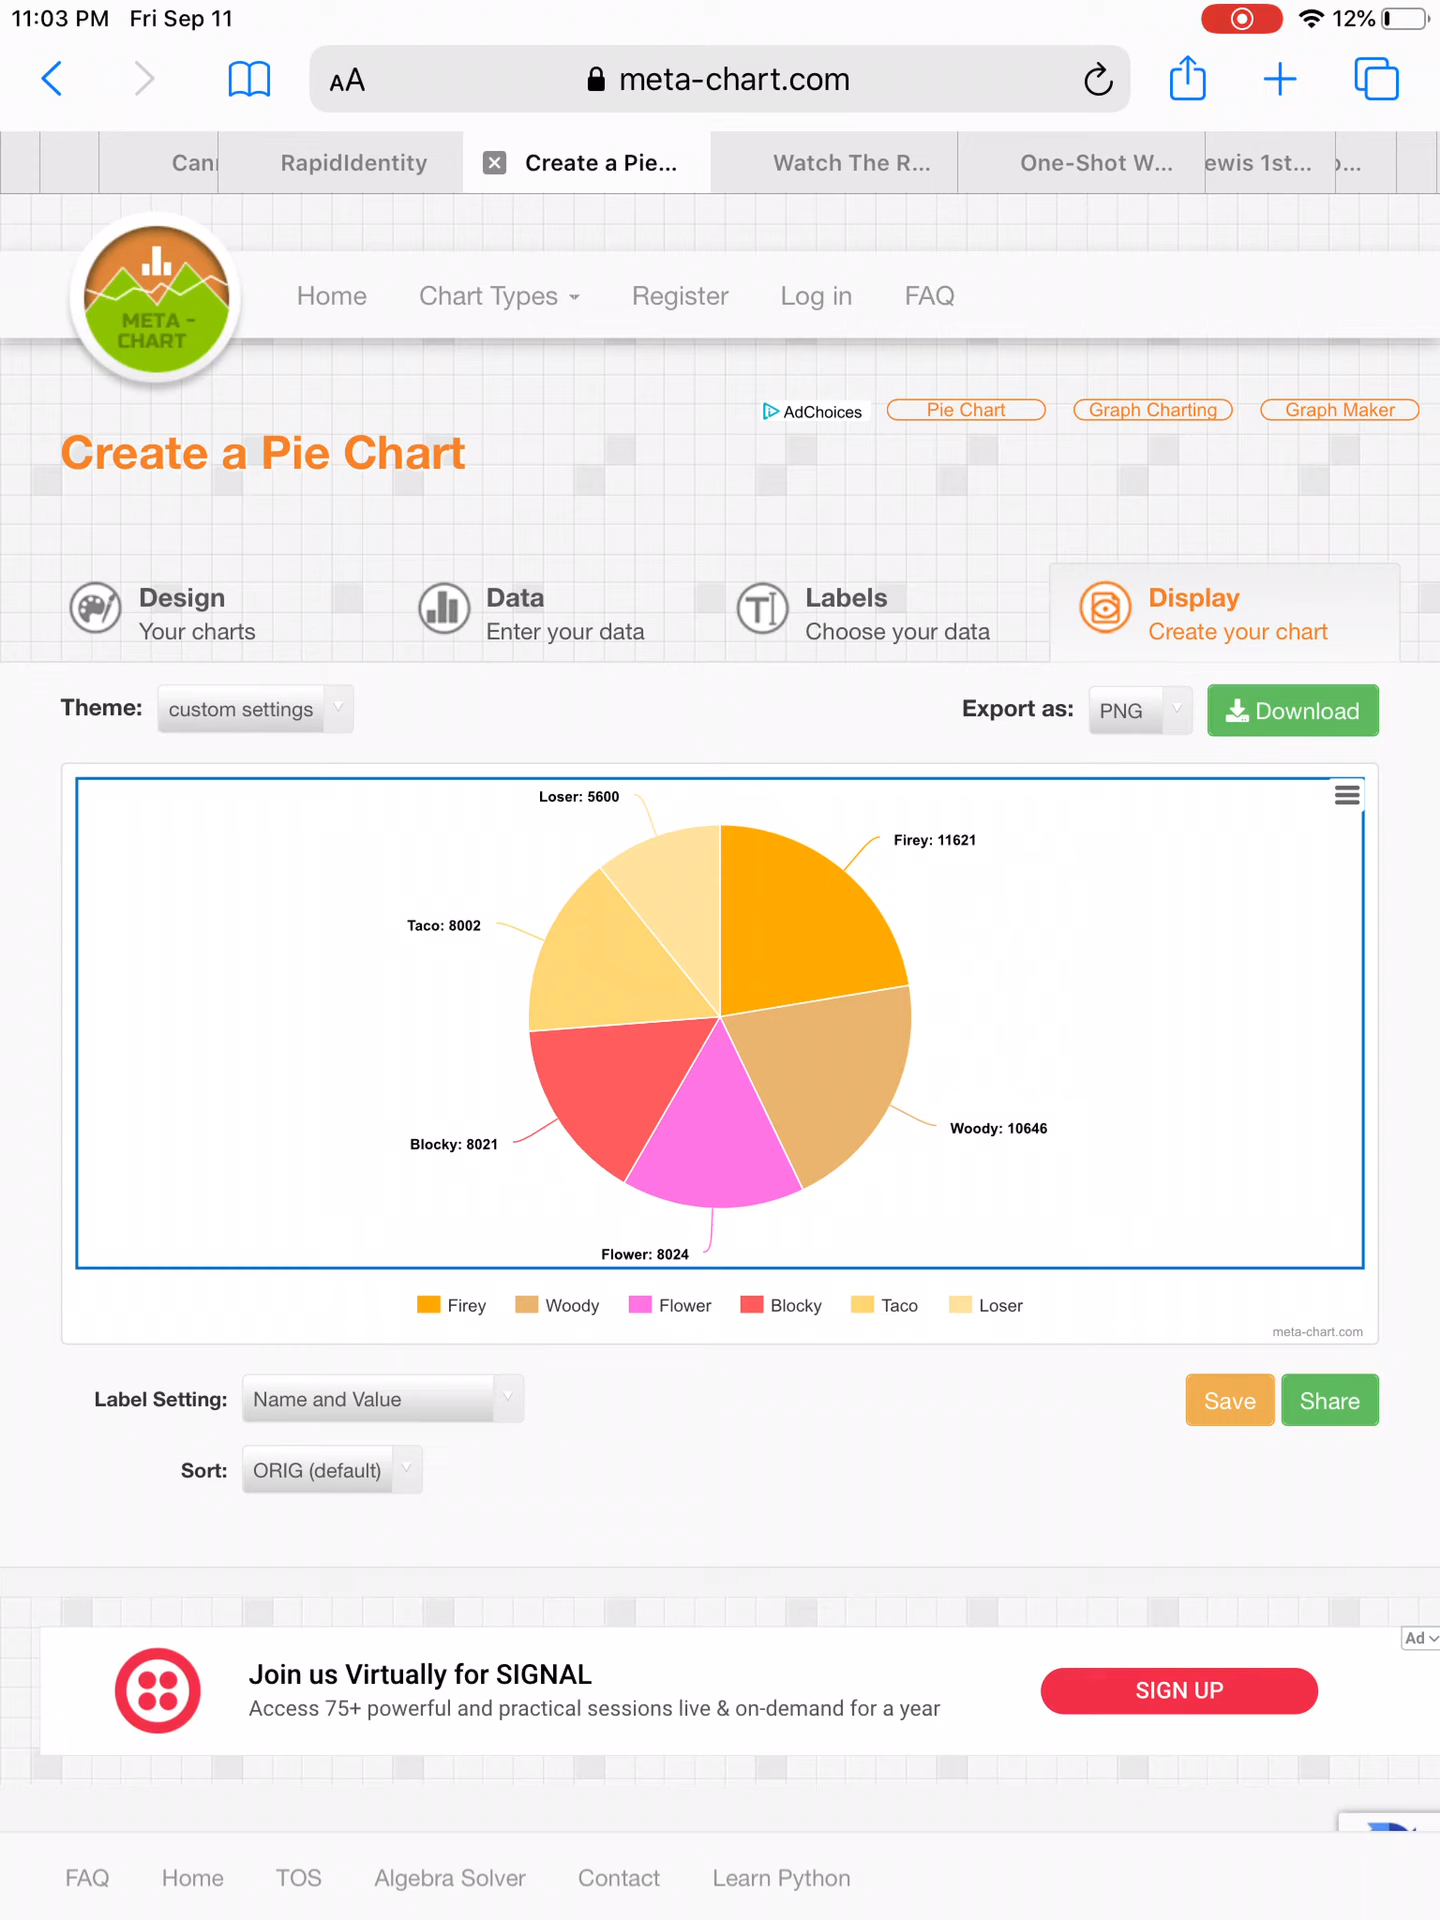 11:03 PM Fri Sep 11
12%
AA
meta-chart.com
RapidIdentity
Create a Pie...
Watch The R...
One-Shot W...
ewis 1st...
META -
CHART
Home
Chart Types
Register
Log in
FAQ
AdChoices
Pie Chart
Graph Charting
Graph Maker
Create a Pie Chart
Design
Your charts
Data
Enter your data
Labels
Choose your data
Display
Create your chart
Theme: custom settings
Export as: PNG
Download
Loser: 5600
Firey: 11621
Taco: 8002
Woody: 10646
Blocky: 8021
Flower: 8024
Firey
Woody
Flower
Blocky
Taco
Loser
meta-chart.com
Label Setting: Name and Value
Save
Share
Sort: ORIG (default)
Ad
Join us Virtually for SIGNAL
Access 75+ powerful and practical sessions live & on-demand for a year
SIGN UP
FAQ
Home
TOS
Algebra Solver
Contact
Learn Python